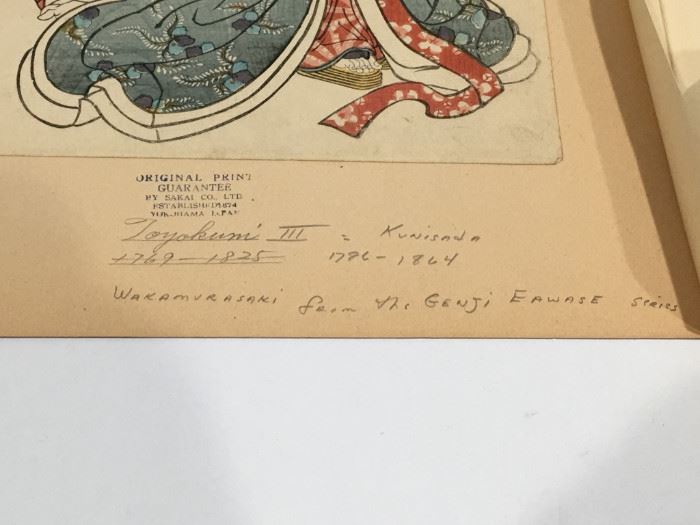 ORIGINAL PRINT
GUARANTEE
BY SAKAI CO., LTD
ESTABLISHED 1874
YOKOHAMA JAPAN
Toyokuni III = KUNISADA
1769-1825 1786-1864
WAKAMURASAKI from the GENJI EAWASE series